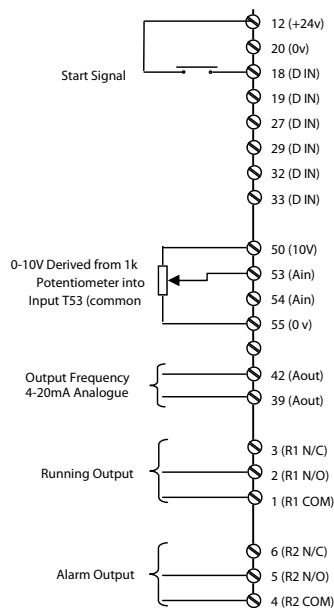 12 (+24v)
20 (0v)
Start Signal
18 (D IN)
19 (D IN)
27 (D IN)
29 (D IN)
32 (D IN)
33 (D IN)
50 (10V)
0-10V Derived from 1k
Potentiometer into
Input T53 (common
53 (Ain)
54 (Ain)
55 (0 v)
Output Frequency
4-20mA Analogue
42 (Aout)
39 (Aout)
3 (R1 N/C)
Running Output
2 (R1 N/O)
1 (R1 COM)
6 (R2 N/C)
Alarm Output
5 (R2 N/O)
4 (R2 COM)